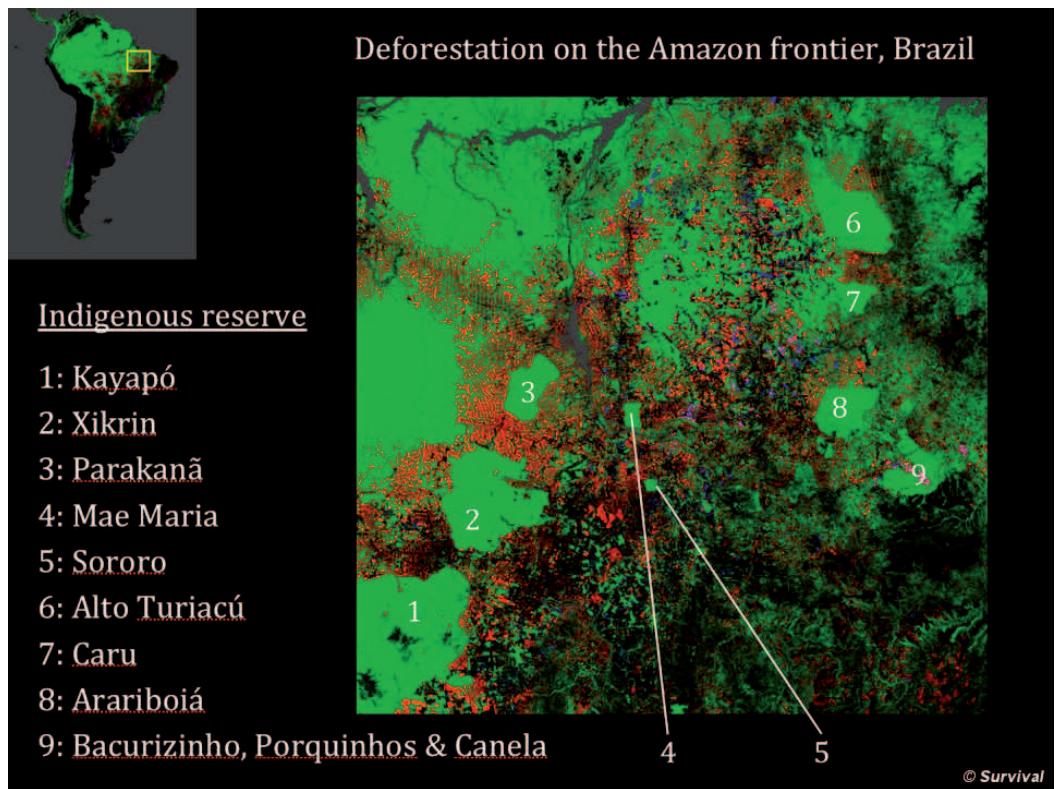 Deforestation on the Amazon frontier, Brazil
Indigenous reserve
1: Kayapó
2: Xikrin
3: Parakanã
4: Mae Maria
5: Sororo
6: Alto Turiacú
7: Caru
8: Arariboiá
9: Bacurizinho, Porquinhos & Canela
6
7
3
8
9
2
1
4
5
© Survival